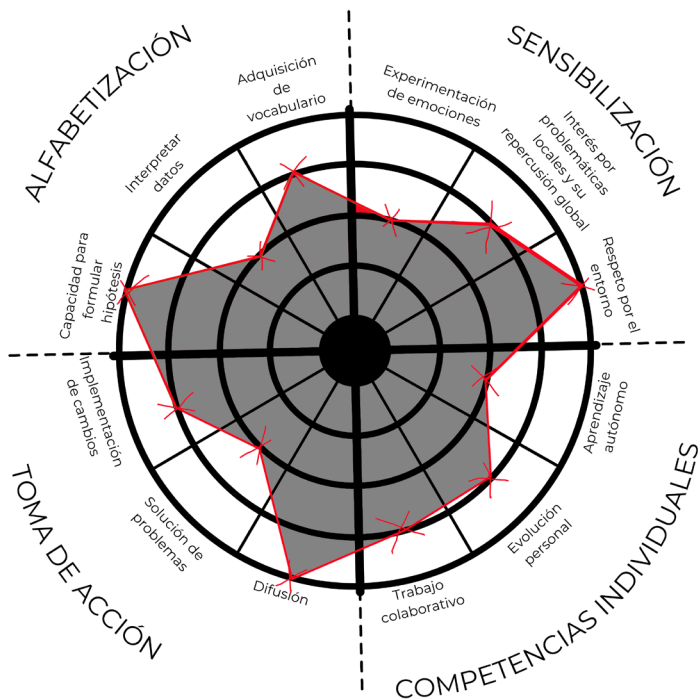 ALFABETIZACIÓN
Adquisición
de
vocabulario
Interpretar
datos
Capacidad para
formular
hipótesis
SENSIBILIZACIÓN
Experimentación
de emociones
Interés por
problemáticas
locales y su
repercusión global
Respeto por el
entorno
COMPETENCIAS INDIVIDUALES
Aprendizaje
autónomo
Evolución
personal
Trabajo
colaborativo
TOMA DE ACCIÓN
Implementación
de cambios
Solución de
problemas
Difusión